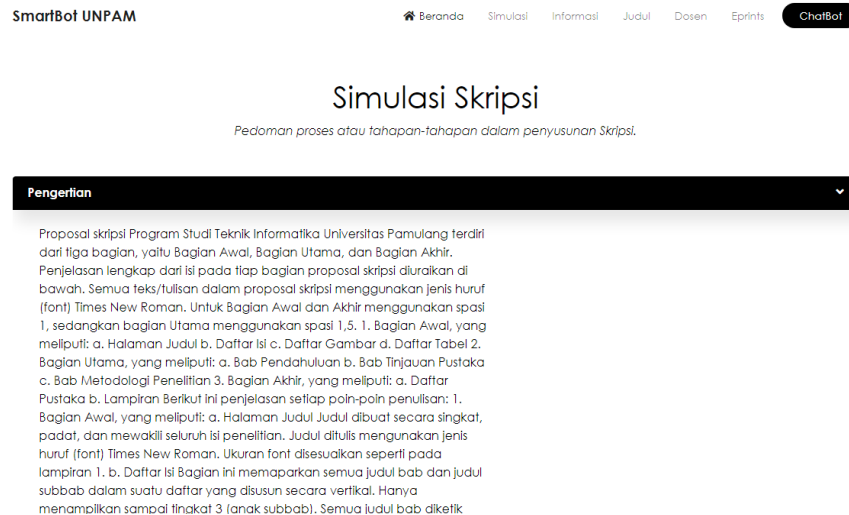 SmartBot UNPAM
Beranda Simulasi Informasi Judul Dosen Eprints ChatBot
Simulasi Skripsi
Pedoman proses atau tahapan-tahapan dalam penyusunan Skripsi.
Pengertian
Proposal skripsi Program Studi Teknik Informatika Universitas Pamulang terdiri
dari tiga bagian, yaitu Bagian Awal, Bagian Utama, dan Bagian Akhir.
Penjelasan lengkap dari isi pada tiap bagian proposal skripsi diuraikan di
bawah. Semua teks/tulisan dalam proposal skripsi menggunakan jenis huruf
(font) Times New Roman. Untuk Bagian Awal dan Akhir menggunakan spasi
1, sedangkan bagian Utama menggunakan spasi 1,5. 1. Bagian Awal, yang
meliputi: a. Halaman Judul b. Daftar Isi c. Daftar Gambar d. Daftar Tabel 2.
Bagian Utama, yang meliputi: a. Bab Pendahuluan b. Bab Tinjauan Pustaka
c. Bab Metodologi Penelitian 3. Bagian Akhir, yang meliputi: a. Daftar
Pustaka b. Lampiran Berikut ini penjelasan setiap poin-poin penulisan: 1.
Bagian Awal, yang meliputi: a. Halaman Judul Judul dibuat secara singkat,
padat, dan mewakili seluruh isi penelitian. Judul ditulis mengunakan jenis
huruf (font) Times New Roman. Ukuran font disesuaikan seperti pada
lampiran 1. b. Daftar Isi Bagian ini memaparkan semua judul bab dan judul
subbab dalam suatu daftar yang disusun secara vertikal. Hanya
menampilkan sampai tingkat 3 (anak subbab). Semua judul bab diketik